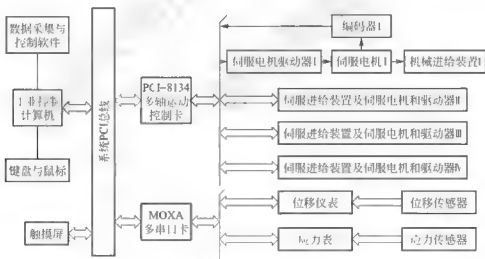 数据采集与
控制软件
工业控制
计算机
键盘与鼠标
触摸屏
系统PCI总线
PCI-8134
多轴运动
控制卡
MOXA
多串口卡
编码器Ⅰ
伺服电机驱动器Ⅰ
伺服电机Ⅰ
机械进给装置Ⅰ
伺服进给装置及伺服电机和驱动器Ⅱ
伺服进给装置及伺服电机和驱动器Ⅲ
伺服进给装置及伺服电机和驱动器Ⅳ
位移仪表
位移传感器
应力表
应力传感器